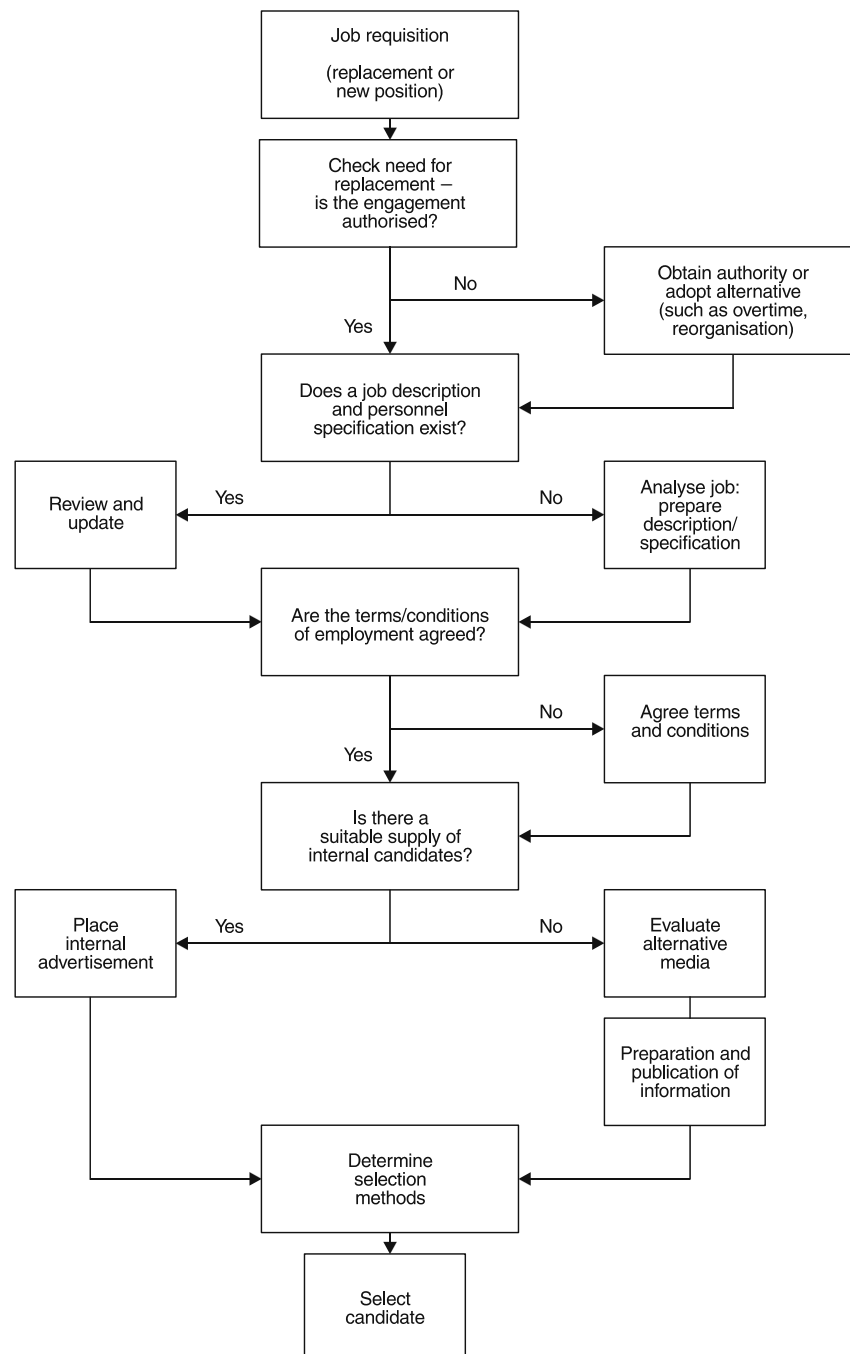 Job requisition
(replacement or
new position)
Check need for
replacement –
is the engagement
authorised?
No
Obtain authority or
adopt alternative
(such as overtime,
reorganisation)
Yes
Does a job description
and personnel
specification exist?
Review and
update
Yes
No
Analyse job:
prepare
description/
specification
Are the terms/conditions
of employment agreed?
No
Agree terms
and conditions
Yes
Is there a
suitable supply of
internal candidates?
Place
internal
advertisement
Yes
No
Evaluate
alternative
media
Preparation and
publication of
information
Determine
selection
methods
Select
candidate